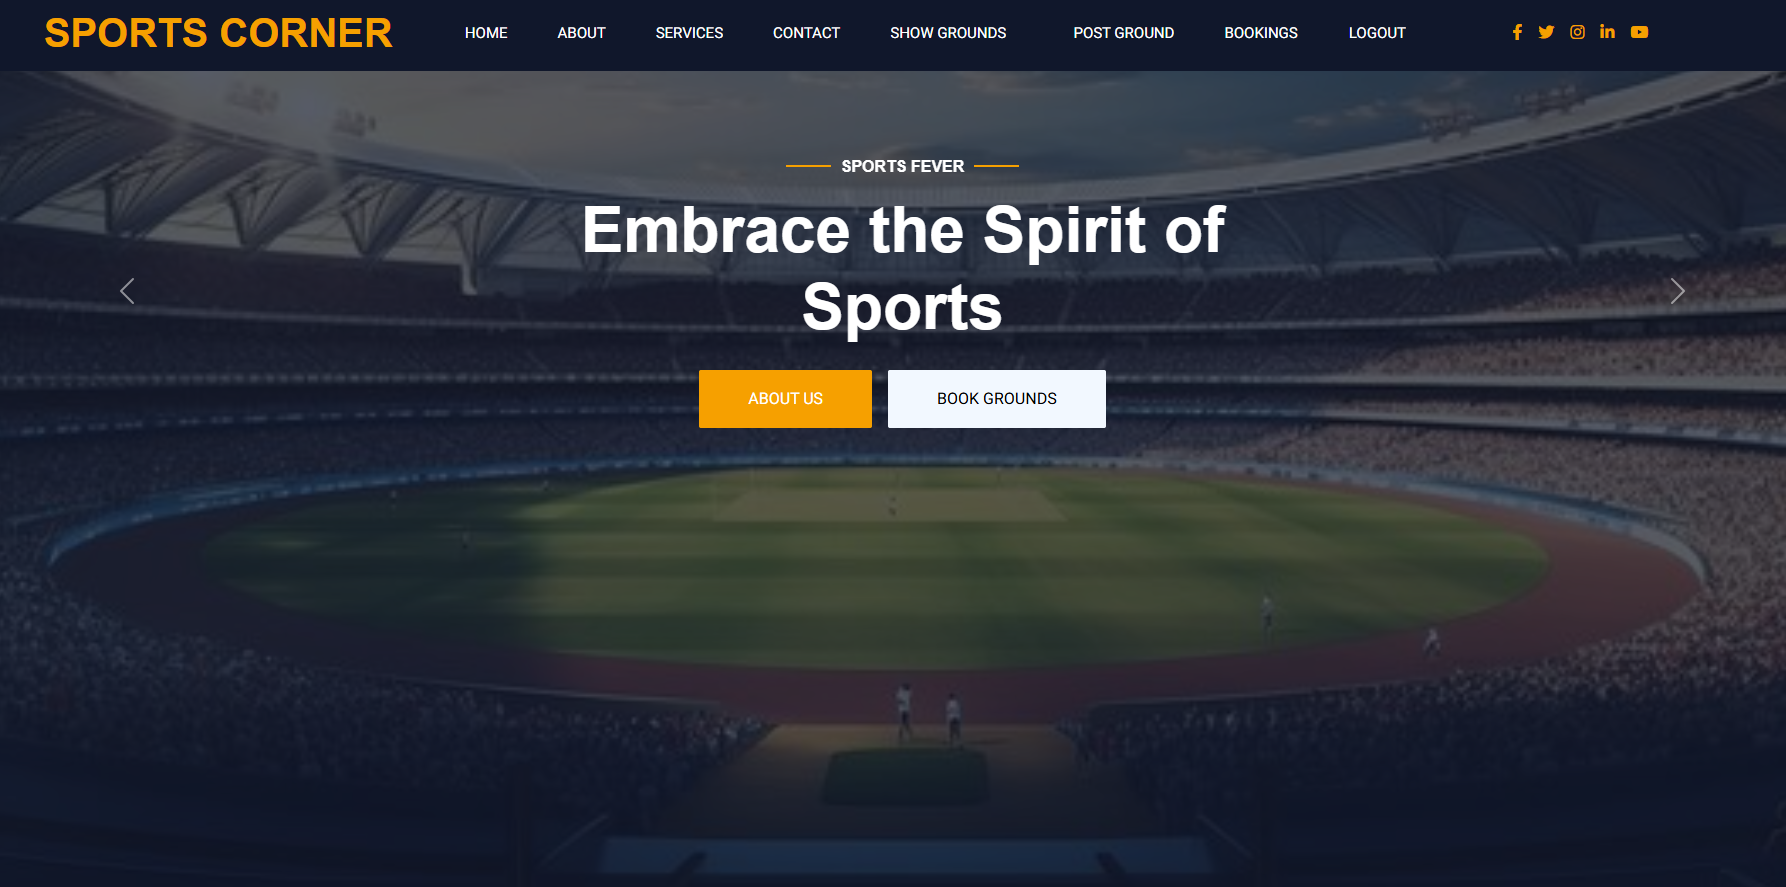 SPORTS CORNER HOME ABOUT SERVICES CONTACT SHOW GROUNDS POST GROUND BOOKINGS LOGOUT
SPORTS FEVER
Embrace the Spirit of
Sports
ABOUT US BOOK GROUNDS